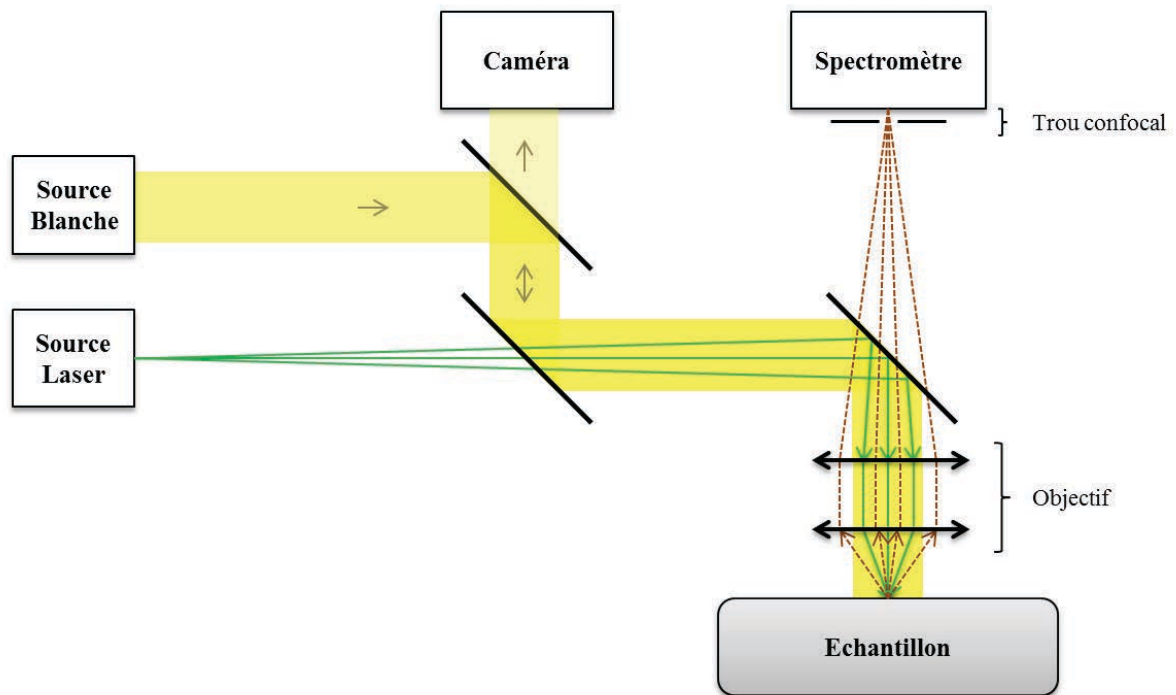 Caméra
Spectromètre
Trou confocal
Source
Blanche
Source
Laser
Objectif
Echantillon